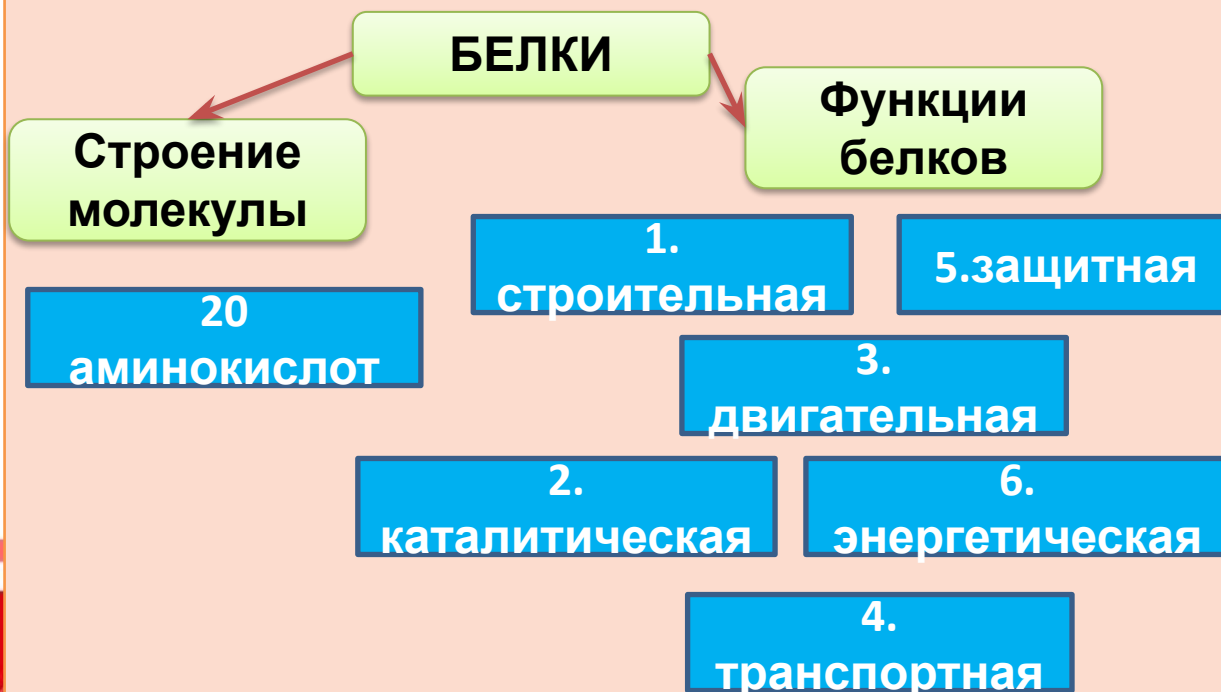 БЕЛКИ
Строение
молекулы
Функции
белков
20
аминокислот
1.
строительная
5.защитная
3.
двигательная
2.
каталитическая
6.
энергетическая
4.
транспортная